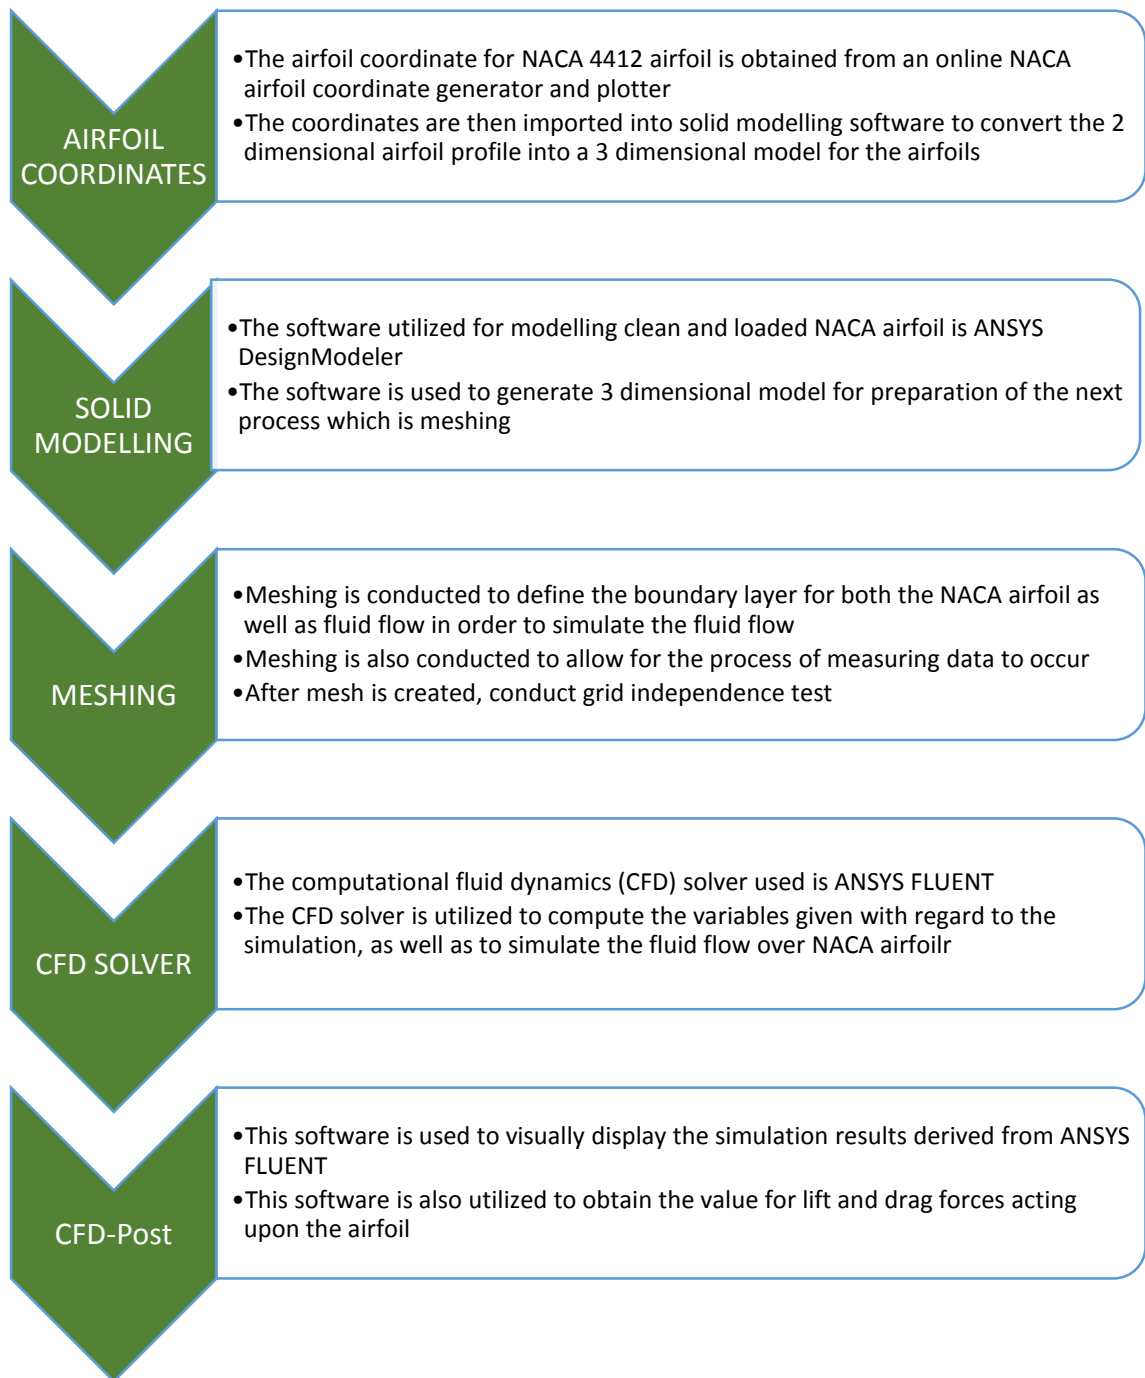 AIRFOIL
COORDINATES
•The airfoil coordinate for NACA 4412 airfoil is obtained from an online NACA
airfoil coordinate generator and plotter
•The coordinates are then imported into solid modelling software to convert the 2
dimensional airfoil profile into a 3 dimensional model for the airfoils
SOLID
MODELLING
•The software utilized for modelling clean and loaded NACA airfoil is ANSYS
DesignModeler
•The software is used to generate 3 dimensional model for preparation of the next
process which is meshing
MESHING
•Meshing is conducted to define the boundary layer for both the NACA airfoil as
well as fluid flow in order to simulate the fluid flow
•Meshing is also conducted to allow for the process of measuring data to occur
•After mesh is created, conduct grid independence test
CFD SOLVER
•The computational fluid dynamics (CFD) solver used is ANSYS FLUENT
•The CFD solver is utilized to compute the variables given with regard to the
simulation, as well as to simulate the fluid flow over NACA airfoilr
CFD-Post
•This software is used to visually display the simulation results derived from ANSYS
FLUENT
•This software is also utilized to obtain the value for lift and drag forces acting
upon the airfoil